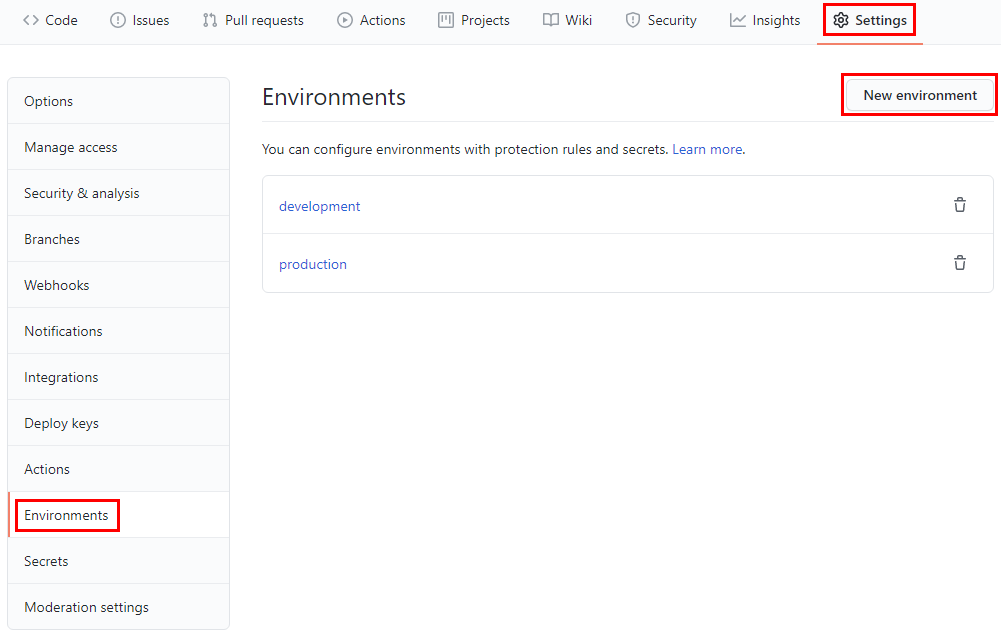 Code Issues Pull requests Actions Projects Wiki Security Insights Settings
Options
Manage access
Security & analysis
Branches
Webhooks
Notifications
Integrations
Deploy keys
Actions
Environments
Secrets
Moderation settings
Environments
New environment
You can configure environments with protection rules and secrets. Learn more.
development
production